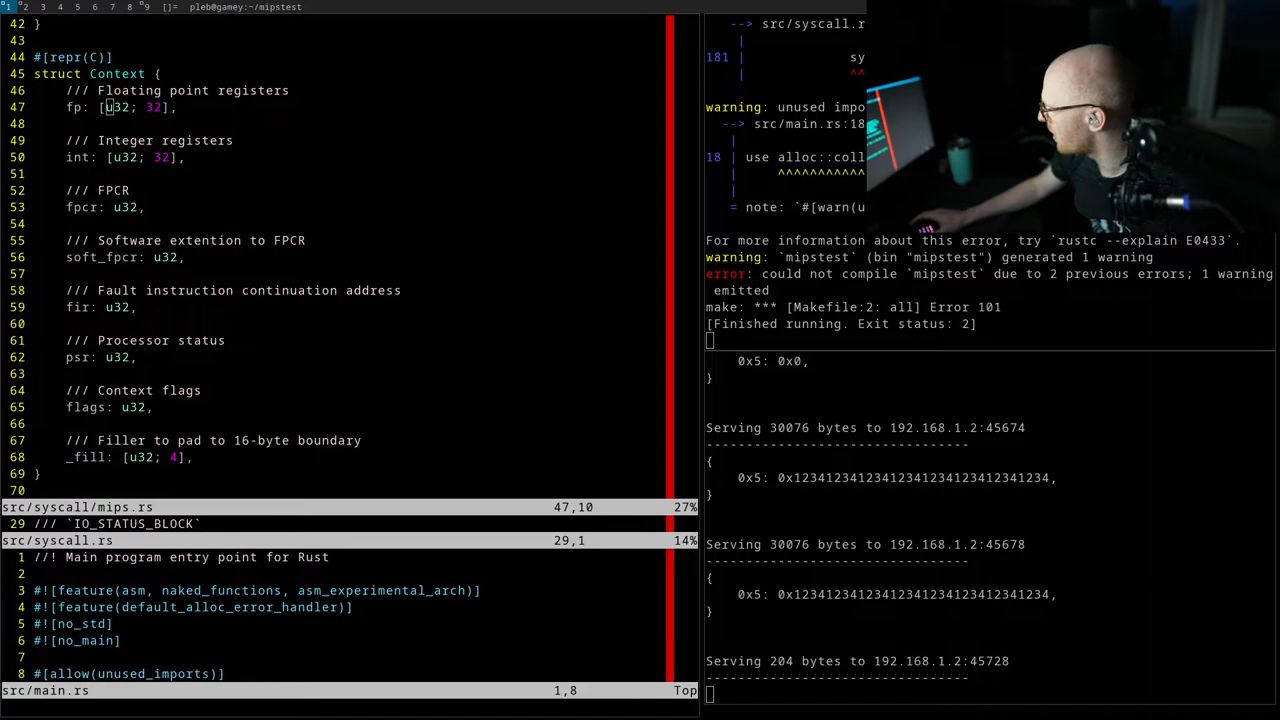 1 2 3 4 5 6 7 8 9 []= pleb@gamey:~/mipstest
42 }
43
44 #[repr(C)]
45 struct Context {
46 /// Floating point registers
47 fp: [u32; 32],
48
49 /// Integer registers
50 int: [u32; 32],
51
52 /// FPCR
53 fpcr: u32,
54
55 /// Software extention to FPCR
56 soft_fpcr: u32,
57
58 /// Fault instruction continuation address
59 fir: u32,
60
61 /// Processor status
62 psr: u32,
63
64 /// Context flags
65 flags: u32,
66
67 /// Filler to pad to 16-byte boundary
68 _fill: [u32; 4],
69 }
70
src/syscall/mips.rs 47,10 27%
29 /// `IO_STATUS_BLOCK`
src/syscall.rs 29,1 14%
1 //! Main program entry point for Rust
2
3 #![feature(asm, naked_functions, asm_experimental_arch)]
4 #![feature(default_alloc_error_handler)]
5 #![no_std]
6 #![no_main]
7
8 #[allow(unused_imports)]
src/main.rs 1,8 Top
--> src/syscall.r
|
181 sy
| ^^
warning: unused impo
--> src/main.rs:18
|
18 | use alloc::coll
| ^^^^^^^^^^^
|
= note: `#[warn(u
For more information about this error, try `rustc --explain E0433`.
warning: `mipstest` (bin "mipstest") generated 1 warning
error: could not compile `mipstest` due to 2 previous errors; 1 warning
emitted
make: *** [Makefile:2: all] Error 101
[Finished running. Exit status: 2]
0x5: 0x0,
}
Serving 30076 bytes to 192.168.1.2:45674
---------------------------------
{
0x5: 0x12341234123412341234123412341234,
}
Serving 30076 bytes to 192.168.1.2:45678
---------------------------------
{
0x5: 0x12341234123412341234123412341234,
}
Serving 204 bytes to 192.168.1.2:45728
---------------------------------